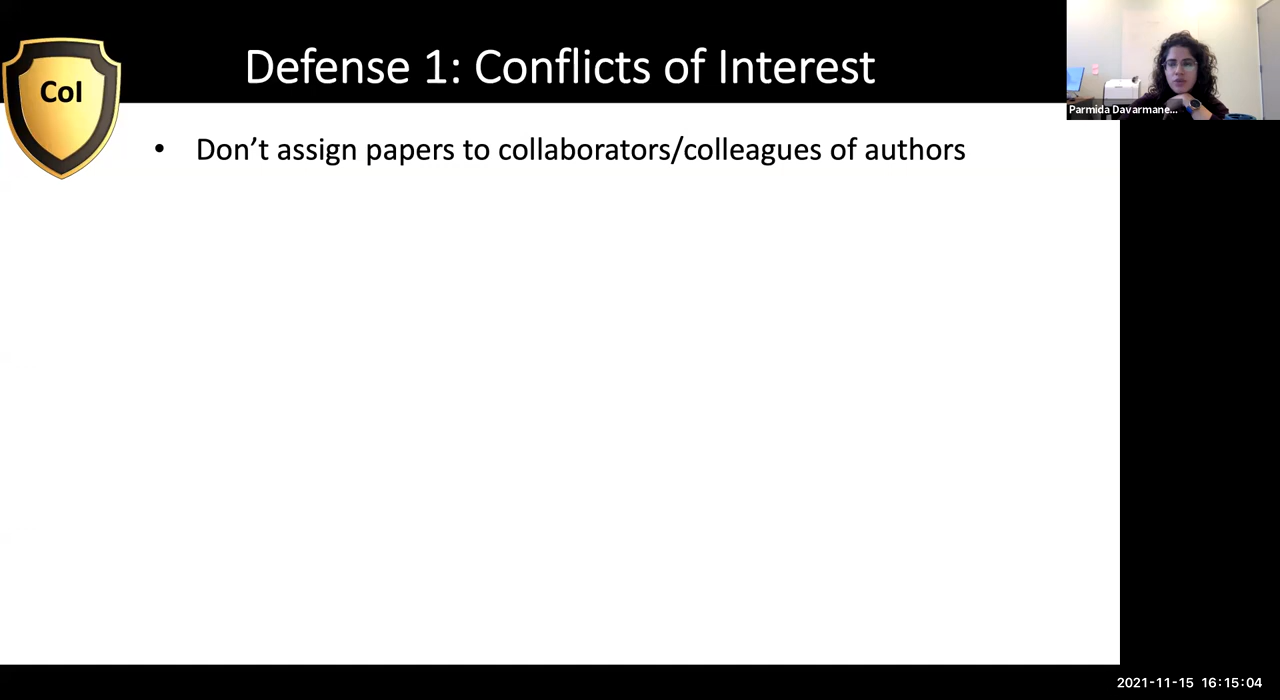 Defense 1: Conflicts of Interest
CoI
• Don’t assign papers to collaborators/colleagues of authors
Parmida Davarmane...
2021-11-15 16:15:04